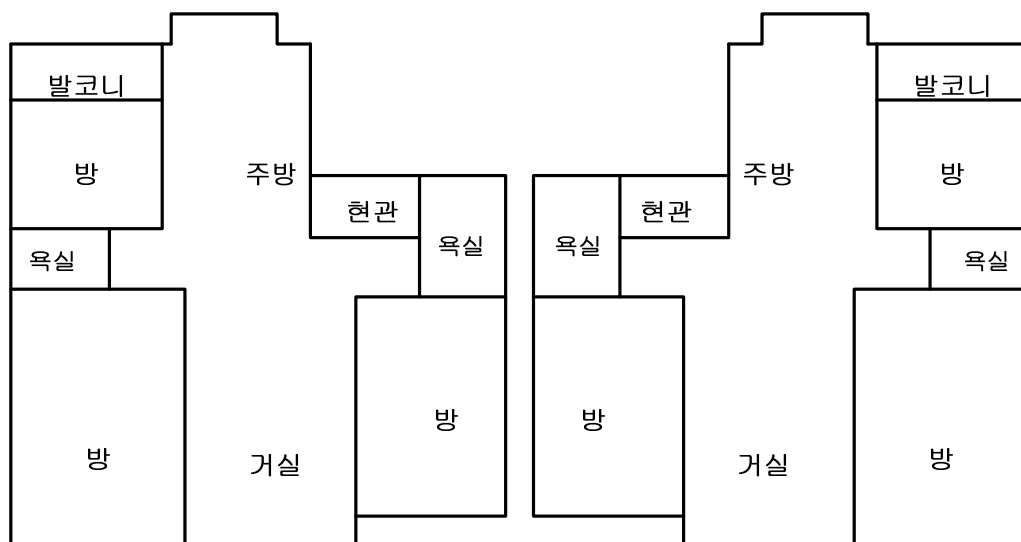 발코니 발코니
방 주방 주방 방
현관 현관
욕실 욕실 욕실 욕실
방 방
방 거실 거실 방